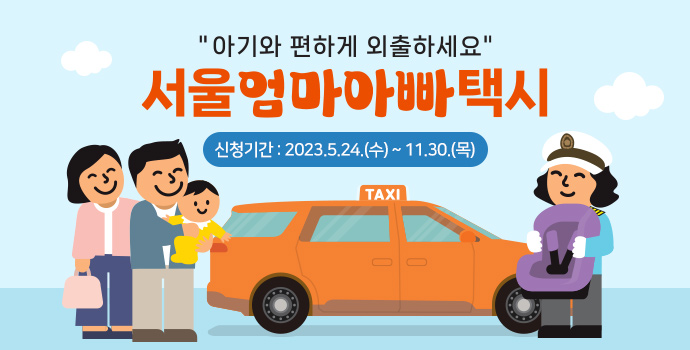 "아기와 편하게 외출하세요"
서울엄마아빠택시
신청기간 : 2023.5.24.(수) ~ 11.30.(목)
TAXI